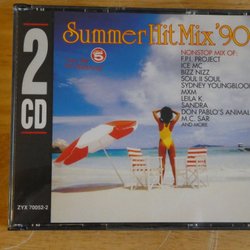 2
CD
ZYX 70052-2
Summer Hit Mix '90
5
NONSTOP MIX OF:
F.P.I. PROJECT
ICE MC
BIZZ NIZZ
SOUL II SOUL
SYDNEY YOUNGBLOOD
MXM
LEILA K
SANDRA
DON PABLO'S ANIMALS
M.C. SAR
AND MORE